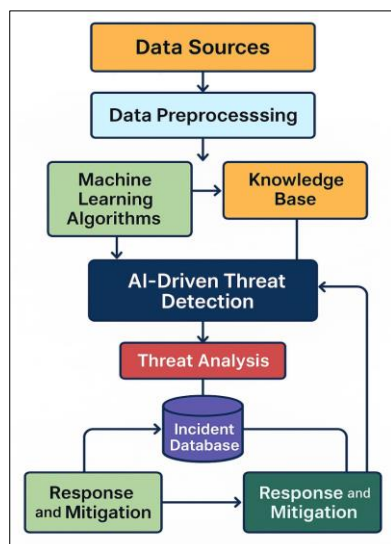 Data Sources
Data Preprocesssing
Machine
Learning
Algorithms
Knowledge
Base
AI-Driven Threat
Detection
Threat Analysis
Incident
Database
Response
and Mitigation
Response and
Mitigation